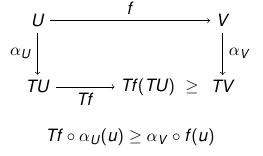 f
U V
α_U α_V
TU Tf(TU) ≥ TV
Tf
Tf ∘ α_U(u) ≥ α_V ∘ f(u)